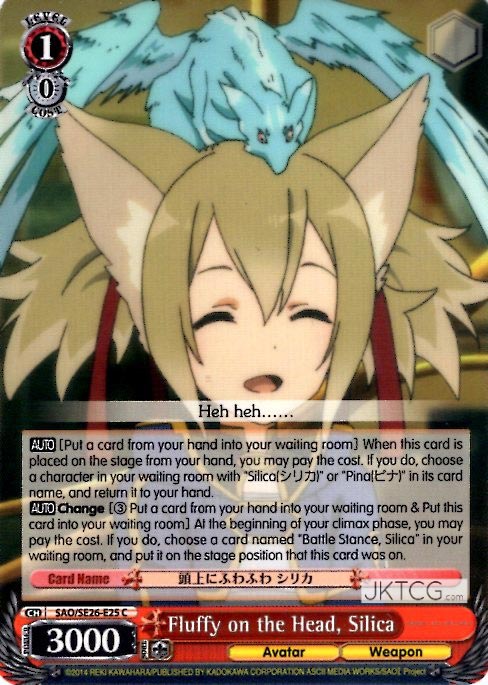 LEVEL
1
0
COST
Heh heh......
AUTO [Put a card from your hand into your waiting room] When this card is
placed on the stage from your hand, you may pay the cost. If you do, choose
a character in your waiting room with "Silica(シリカ)" or "Pina(ピナ)" in its card
name, and return it to your hand.
AUTO Change [③ Put a card from your hand into your waiting room & Put this
card into your waiting room] At the beginning of your climax phase, you may
pay the cost. If you do, choose a card named "Battle Stance, Silica" in your
waiting room, and put it on the stage position that this card was on.
Card Name 頭上にふわふわ シリカ
JKTCG.com
CH SAO/SE26-E25 C
POWER 3000 SOUL Fluffy on the Head, Silica
Avatar Weapon
©2014 REKI KAWAHARA/PUBLISHED BY KADOKAWA CORPORATION ASCII MEDIA WORKS/SAOⅡ Project